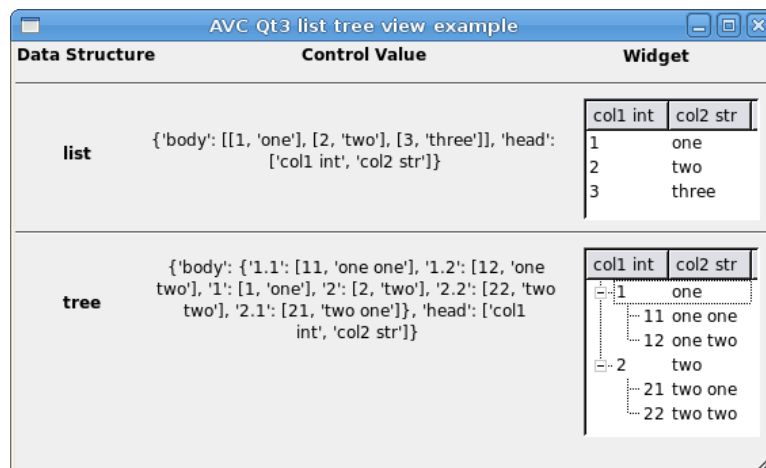 AVC Qt3 list tree view example
Data Structure Control Value Widget
list
{'body': [[1, 'one'], [2, 'two'], [3, 'three']], 'head':
['col1 int', 'col2 str']}
col1 int col2 str
1 one
2 two
3 three
tree
{'body': {'1.1': [11, 'one one'], '1.2': [12, 'one
two'], '1': [1, 'one'], '2': [2, 'two'], '2.2': [22, 'two
two'], '2.1': [21, 'two one']}, 'head': ['col1
int', 'col2 str']}
col1 int col2 str
1 one
11 one one
12 one two
2 two
21 two one
22 two two